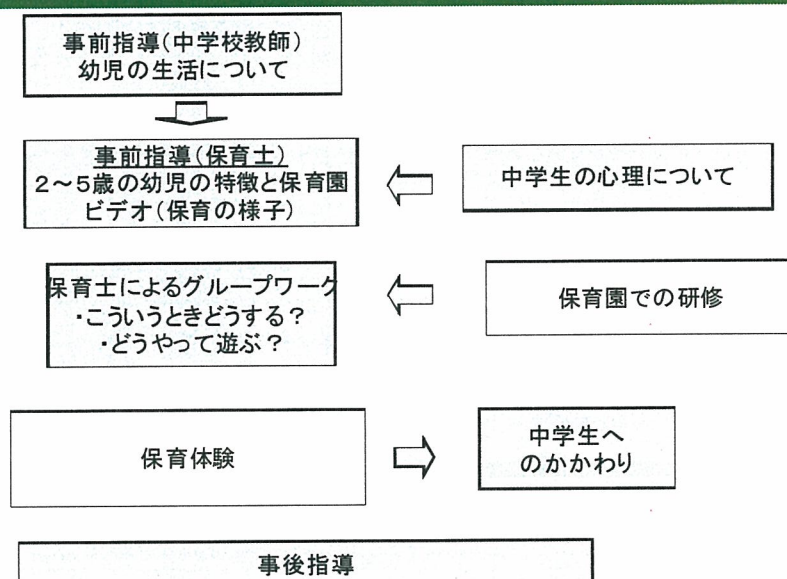 事前指導(中学校教師)
幼児の生活について
事前指導(保育士)
2～5歳の幼児の特徴と保育園
ビデオ(保育の様子)
中学生の心理について
保育士によるグループワーク
・こういうときどうする？
・どうやって遊ぶ？
保育園での研修
保育体験
中学生へ
のかかわり
事後指導